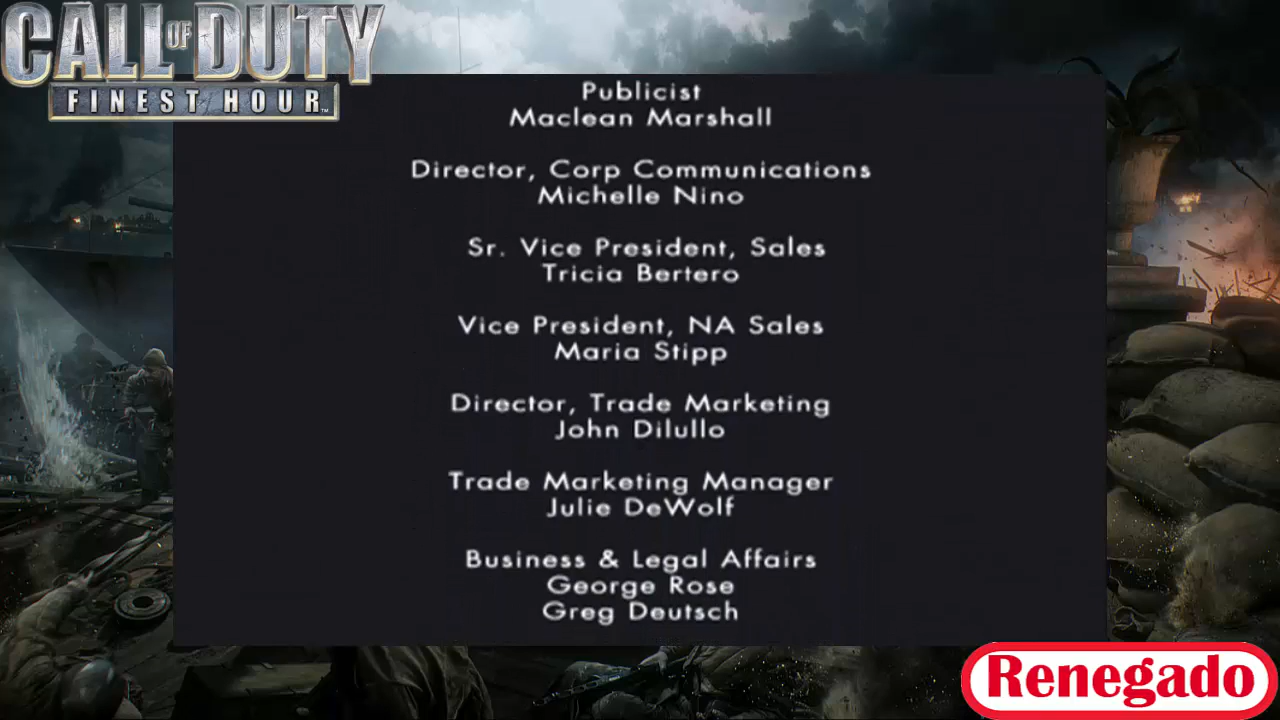 CALL OF DUTY
FINEST HOUR™
Publicist
Maclean Marshall
Director, Corp Communications
Michelle Nino
Sr. Vice President, Sales
Tricia Bertero
Vice President, NA Sales
Maria Stipp
Director, Trade Marketing
John Dilullo
Trade Marketing Manager
Julie DeWolf
Business & Legal Affairs
George Rose
Greg Deutsch
Renegado